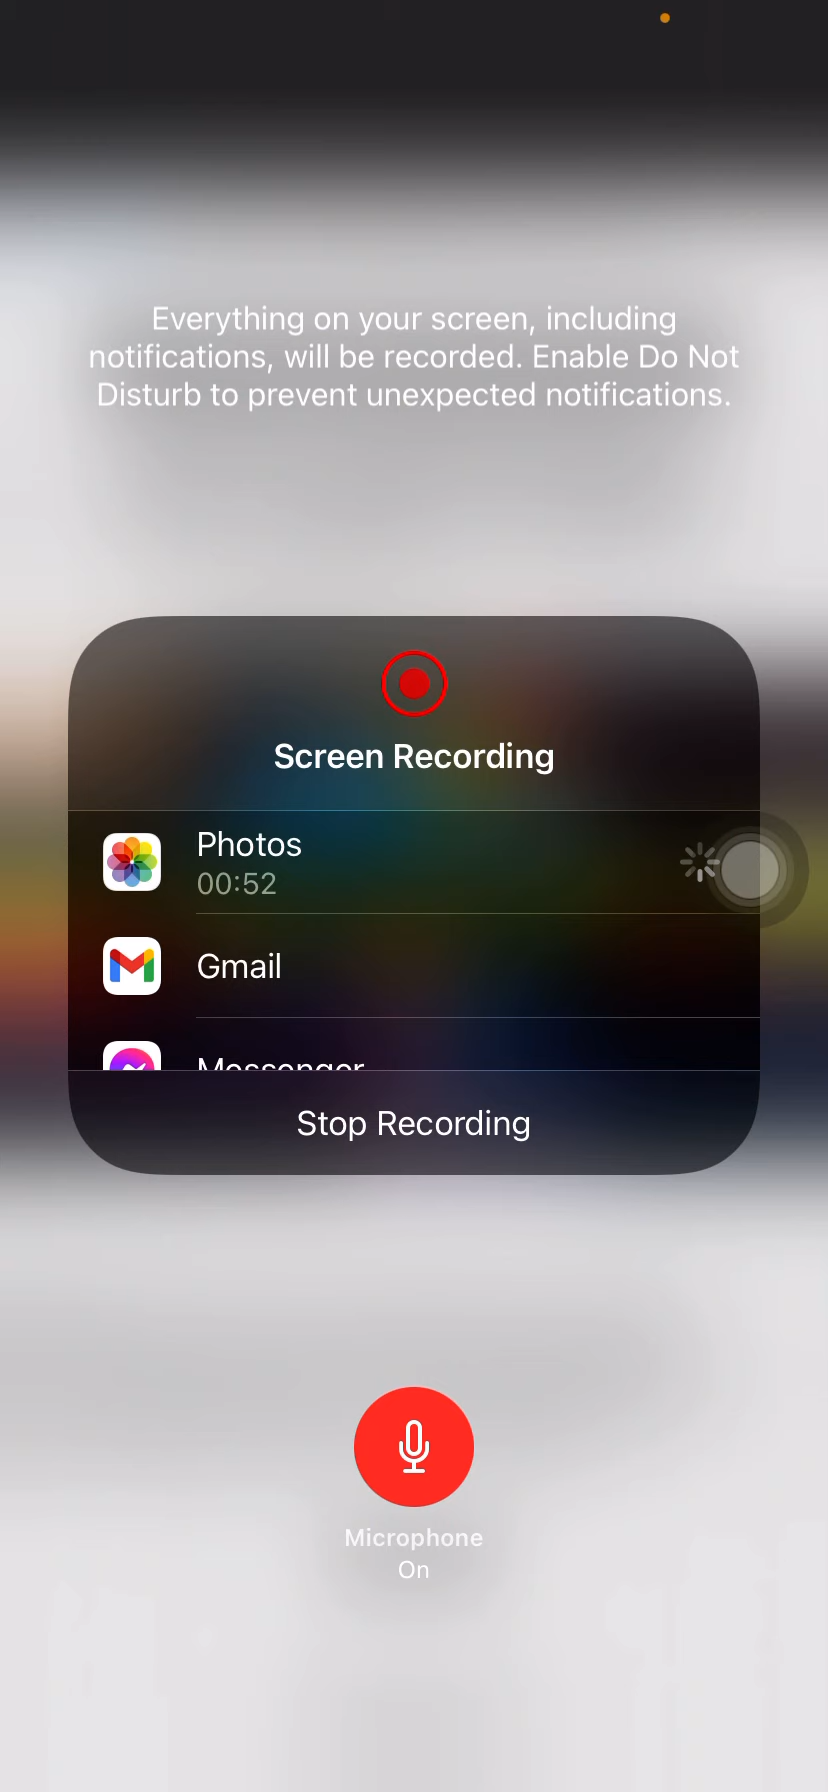 Everything on your screen, including
notifications, will be recorded. Enable Do Not
Disturb to prevent unexpected notifications.
Screen Recording
Photos
00:52
Gmail
Messenger
Stop Recording
Microphone
On